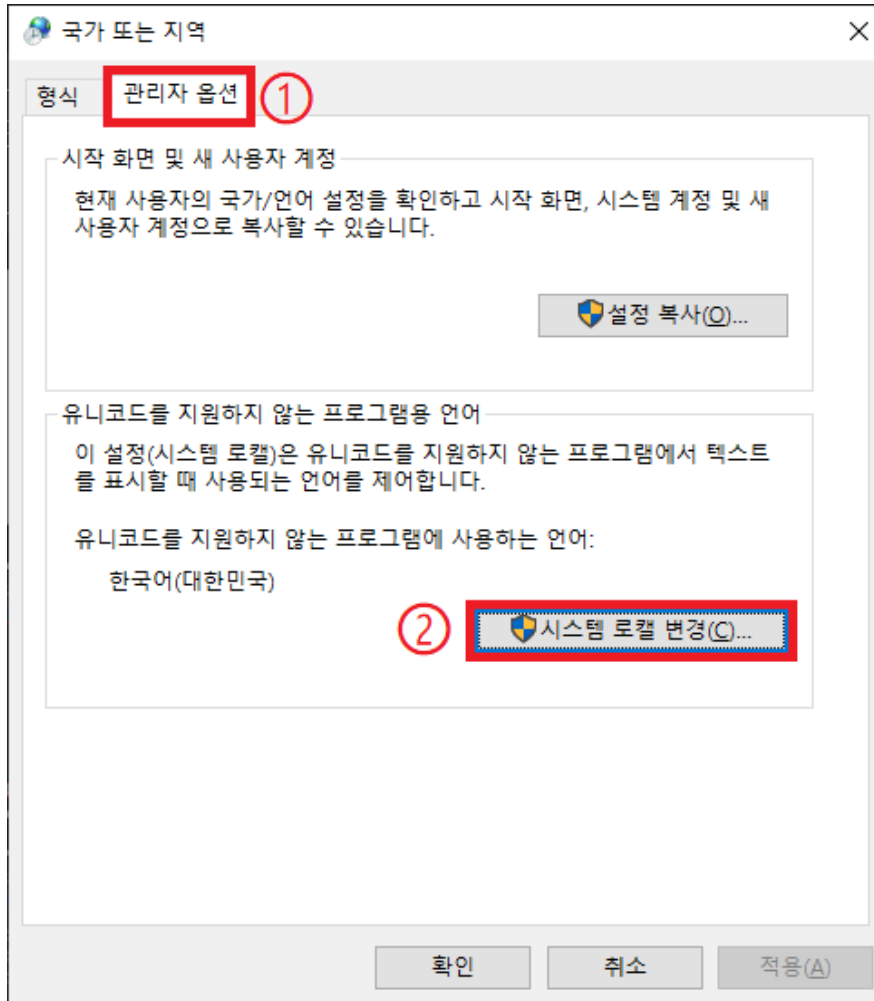 국가 또는 지역
형식
관리자 옵션
①
시작 화면 및 새 사용자 계정
현재 사용자의 국가/언어 설정을 확인하고 시작 화면, 시스템 계정 및 새
사용자 계정으로 복사할 수 있습니다.
설정 복사(O)...
유니코드를 지원하지 않는 프로그램용 언어
이 설정(시스템 로캘)은 유니코드를 지원하지 않는 프로그램에서 텍스트
를 표시할 때 사용되는 언어를 제어합니다.
유니코드를 지원하지 않는 프로그램에 사용하는 언어:
한국어(대한민국)
②
시스템 로캘 변경(C)...
확인
취소
적용(A)